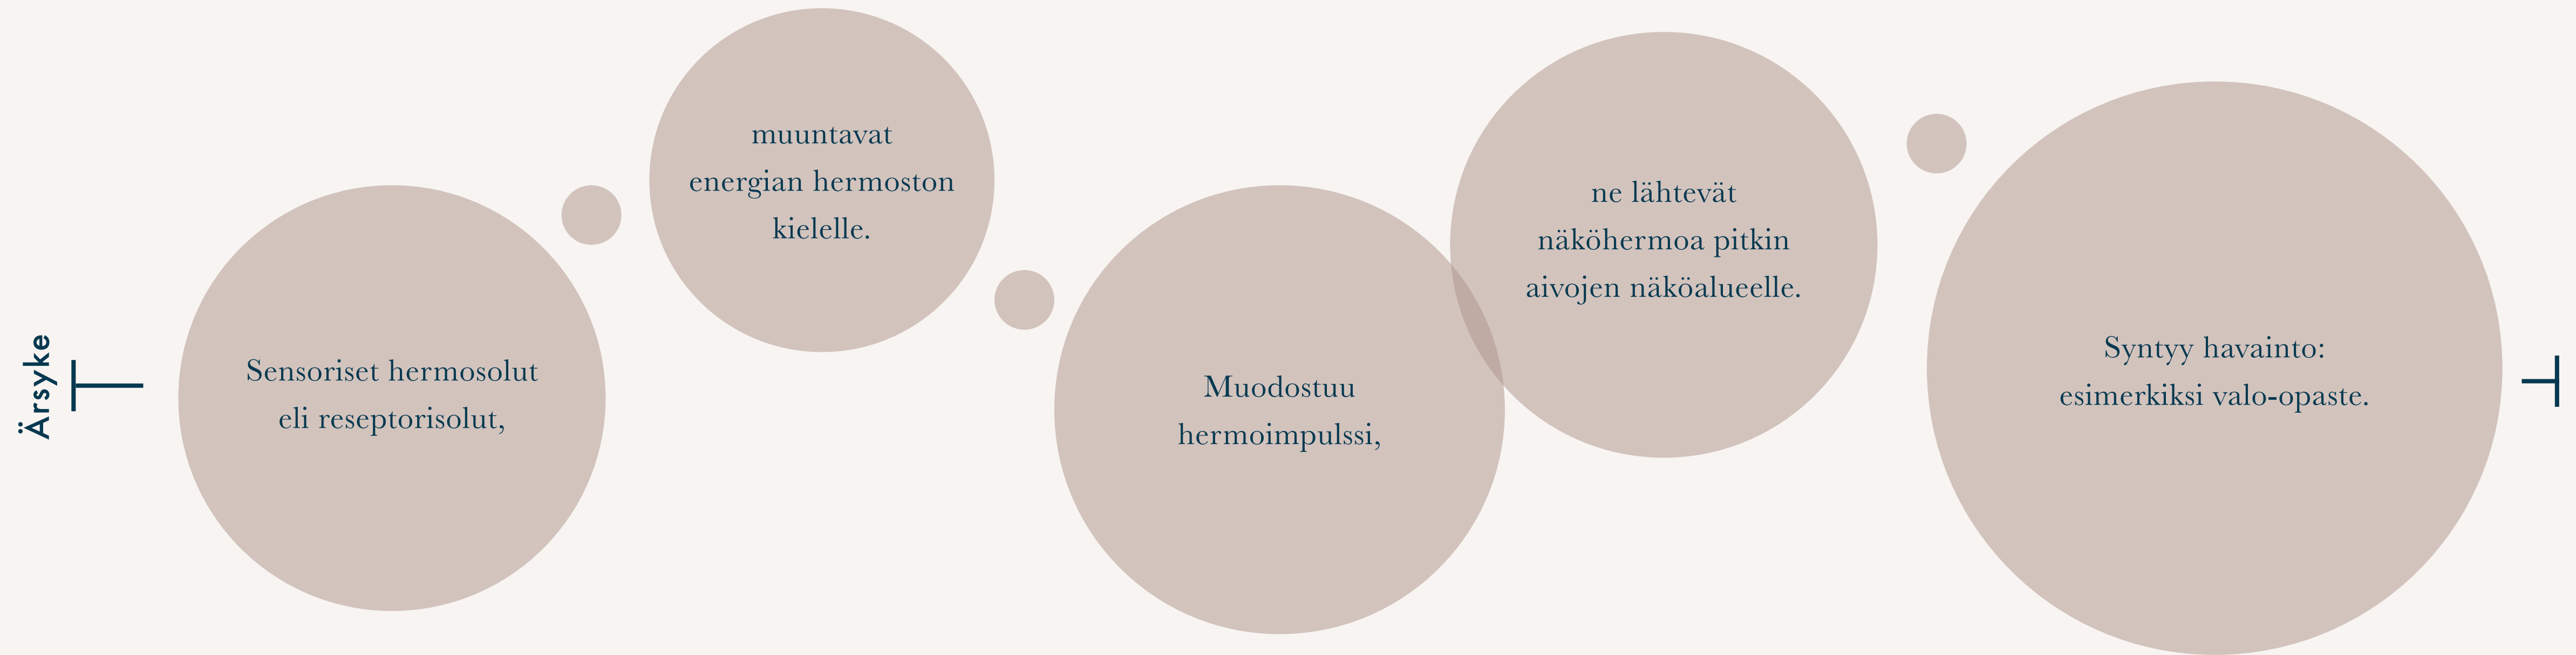 Ärsyke
Sensoriset hermosolut
eli reseptorisolut,
muuntavat
energian hermoston
kielelle.
Muodostuu
hermoimpulssi,
ne lähtevät
näköhermoa pitkin
aivojen näköalueelle.
Syntyy havainto:
esimerkiksi valo-opaste.